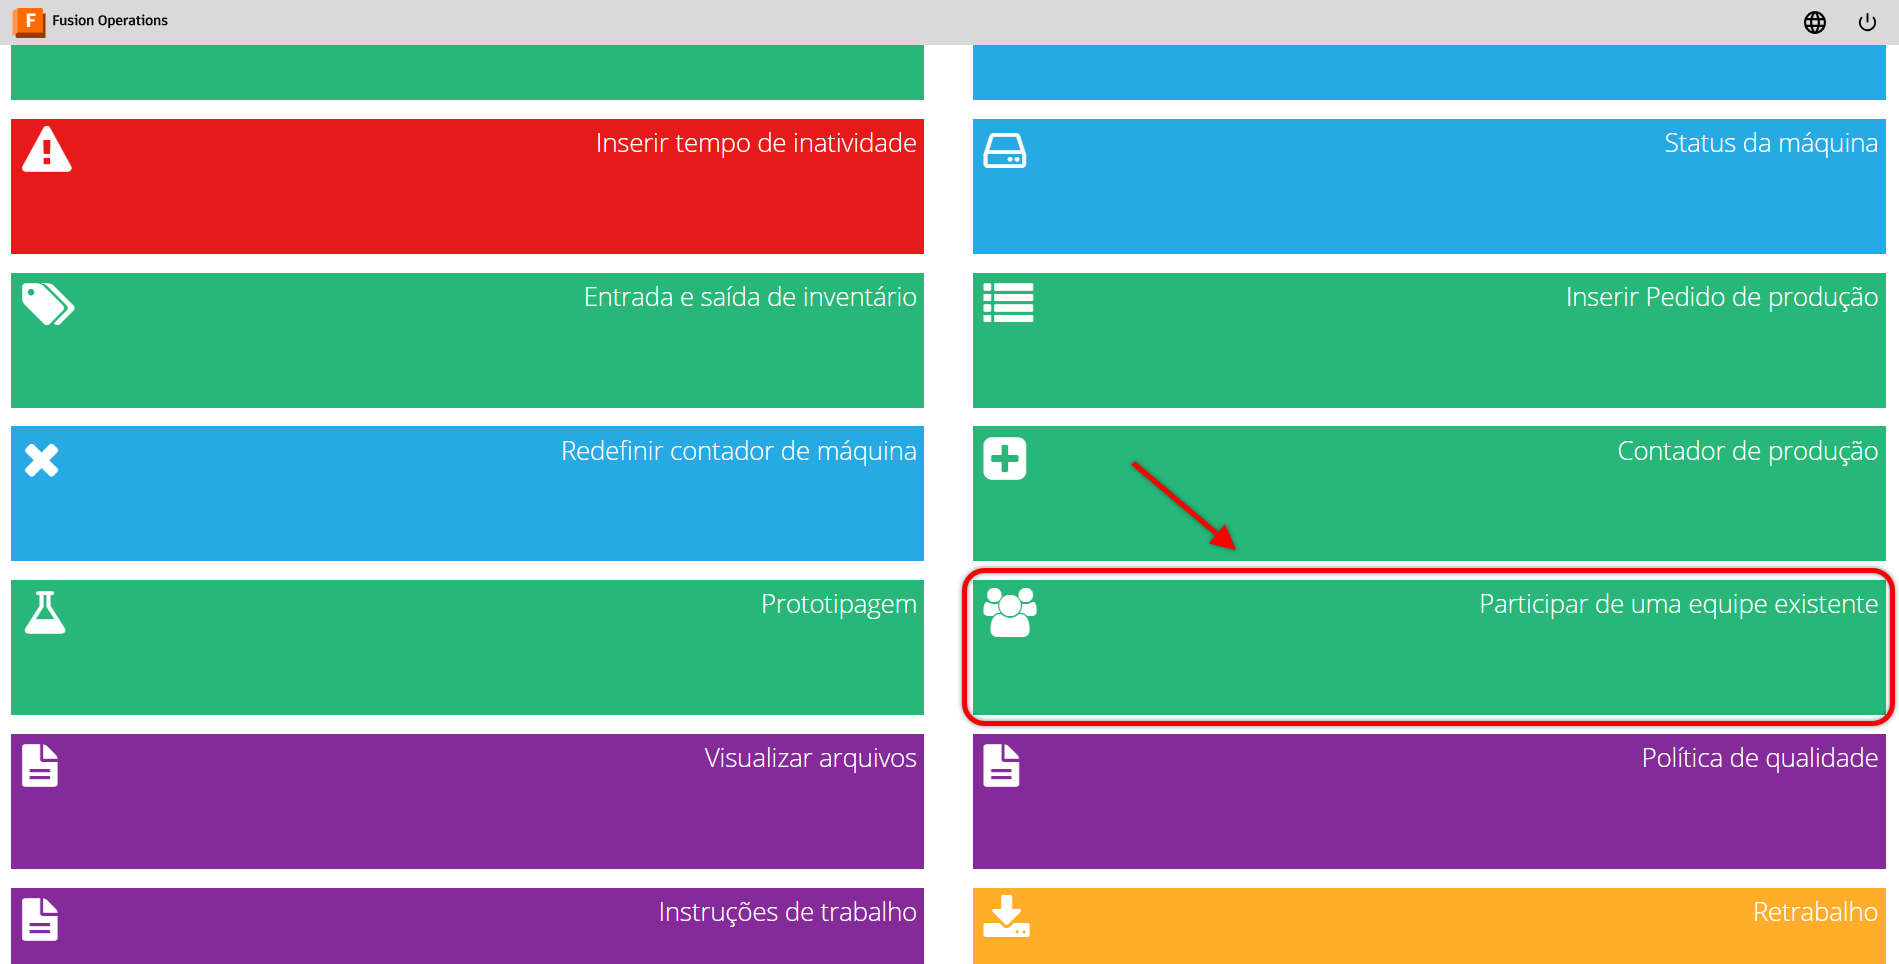 Fusion Operations
Inserir tempo de inatividade
Status da máquina
Entrada e saída de inventário
Inserir Pedido de produção
Redefinir contador de máquina
Contador de produção
Prototipagem
Participar de uma equipe existente
Visualizar arquivos
Política de qualidade
Instruções de trabalho
Retrabalho